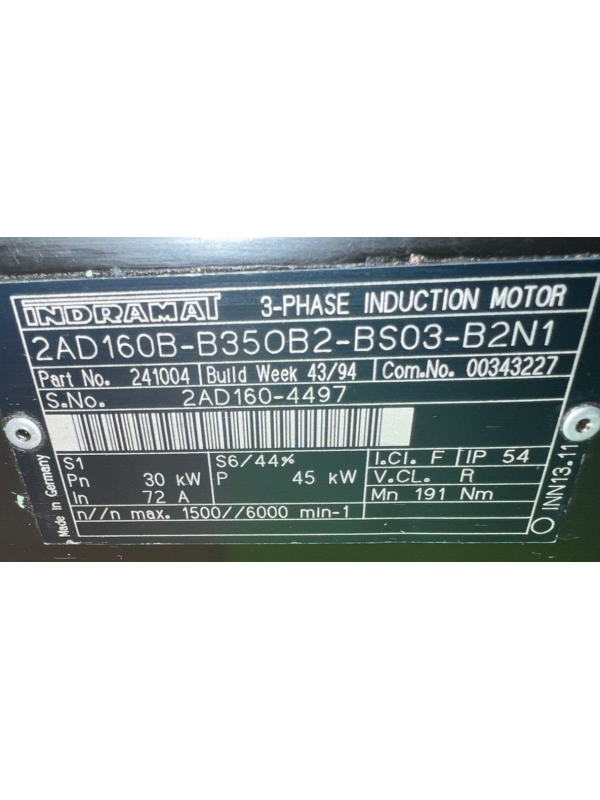 INDRAMAT 3-PHASE INDUCTION MOTOR
2AD160B-B350B2-BS03-B2N1
Part No. 241004 Build Week 43/94 Com.No. 00343227
S.No. 2AD160-4497
S1 S6/44% I.Cl. F IP 54
Pn 30 kW P 45 kW V.CL. R
In 72 A Mn 191 Nm
n//n max. 1500//6000 min-1
Made in Germany
P
INN13.11